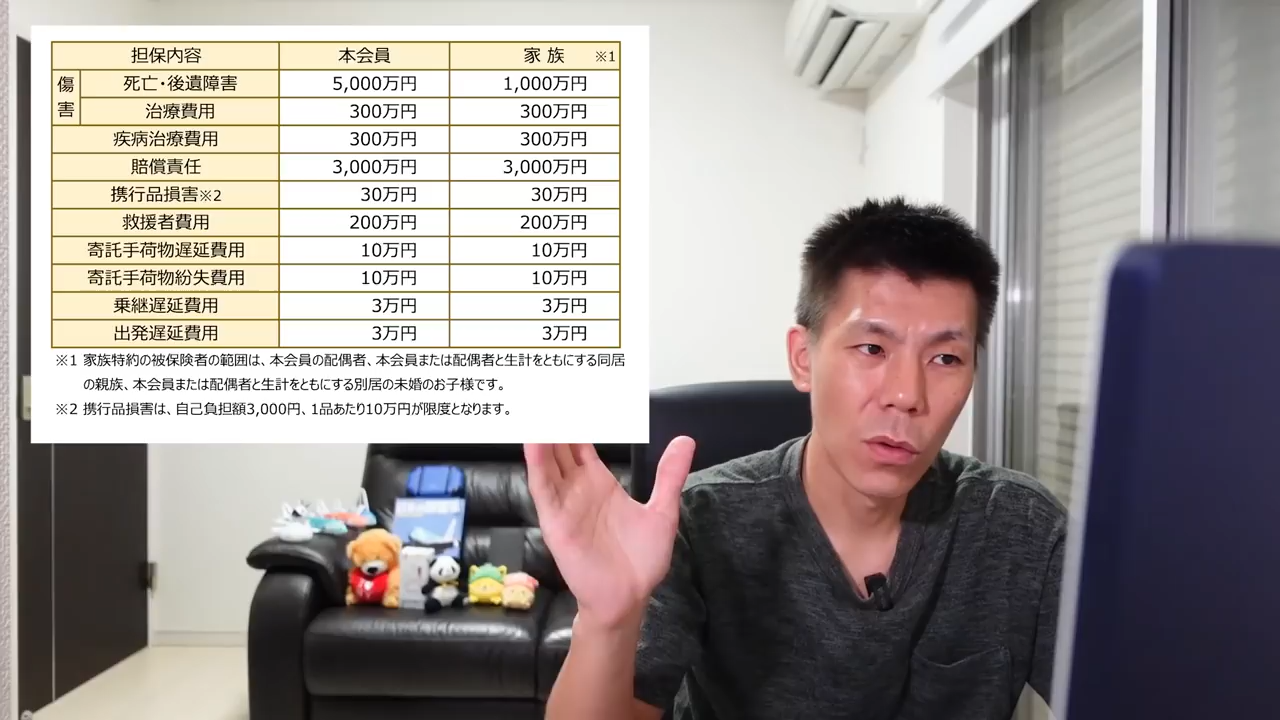 担保内容 本会員 家 族 ※1
傷害 死亡・後遺障害 5,000万円 1,000万円
治療費用 300万円 300万円
疾病治療費用 300万円 300万円
賠償責任 3,000万円 3,000万円
携行品損害※2 30万円 30万円
救援者費用 200万円 200万円
寄託手荷物遅延費用 10万円 10万円
寄託手荷物紛失費用 10万円 10万円
乗継遅延費用 3万円 3万円
出発遅延費用 3万円 3万円
※1 家族特約の被保険者の範囲は、本会員の配偶者、本会員または配偶者と生計をともにする同居
の親族、本会員または配偶者と生計をともにする別居の未婚のお子様です。
※2 携行品損害は、自己負担額3,000円、1品あたり10万円が限度となります。